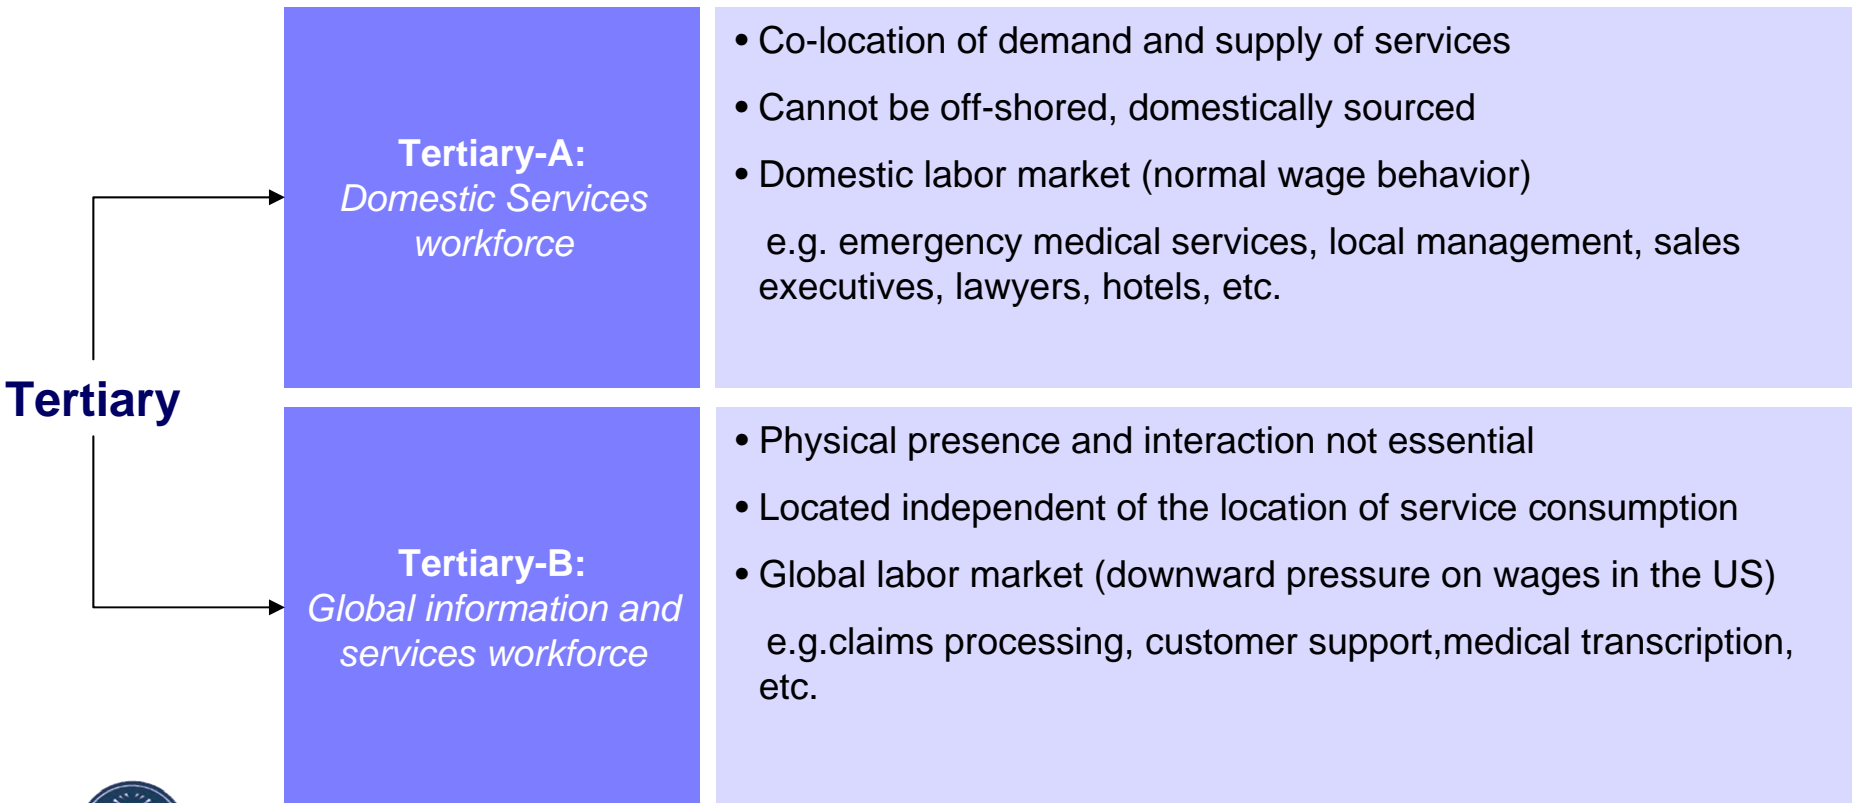 Tertiary
Tertiary-A:
Domestic Services
workforce
• Co-location of demand and supply of services
• Cannot be off-shored, domestically sourced
• Domestic labor market (normal wage behavior)
e.g. emergency medical services, local management, sales
executives, lawyers, hotels, etc.
Tertiary-B:
Global information and
services workforce
• Physical presence and interaction not essential
• Located independent of the location of service consumption
• Global labor market (downward pressure on wages in the US)
e.g.claims processing, customer support,medical transcription,
etc.